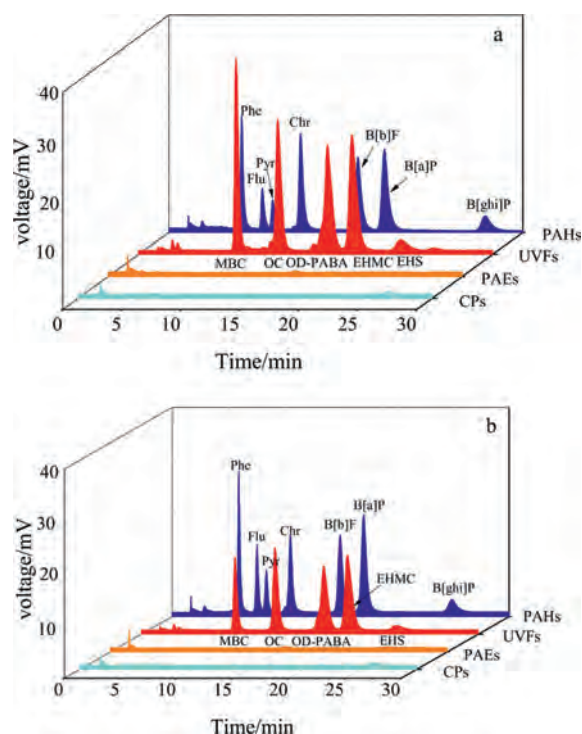 a
40
30
20
10
0
voltage/mV
Phe
Flu
Pyr
Chr
B[b]F
B[a]P
B[ghi]P
PAHs
UVFs
PAEs
CPs
MBC OC OD-PABA EHMC EHS
0 5 10 15 20 25 30
Time/min
b
40
30
20
10
0
voltage/mV
Phe
Flu
Pyr
Chr
B[b]F
B[a]P
EHMC
B[ghi]P
PAHs
UVFs
PAEs
CPs
MBC OC OD-PABA EHS
5 10 15 20 25 30
Time/min